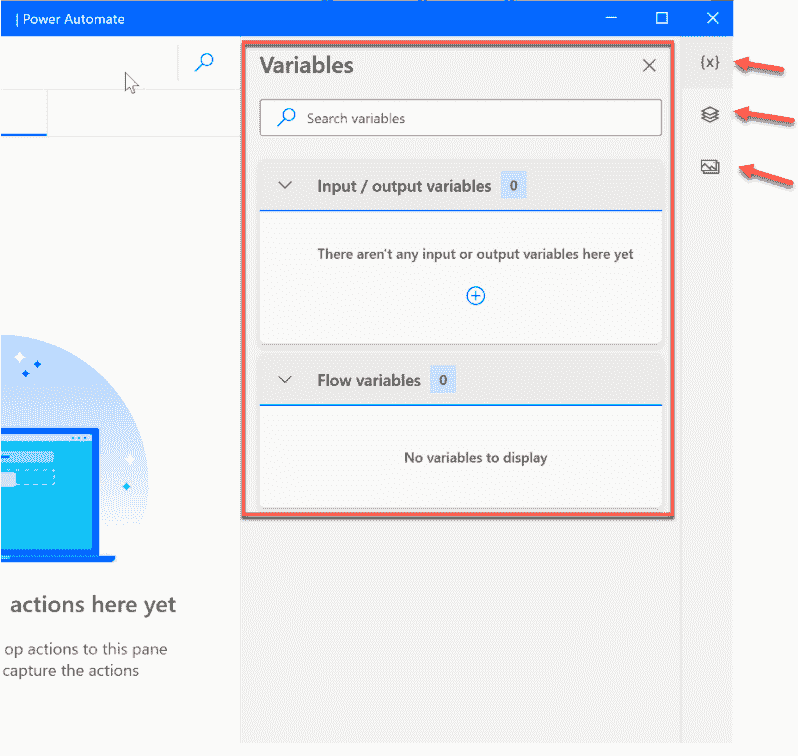 | Power Automate
Variables
{x}
Search variables
Input / output variables 0
There aren't any input or output variables here yet
Flow variables 0
No variables to display
actions here yet
op actions to this pane
capture the actions